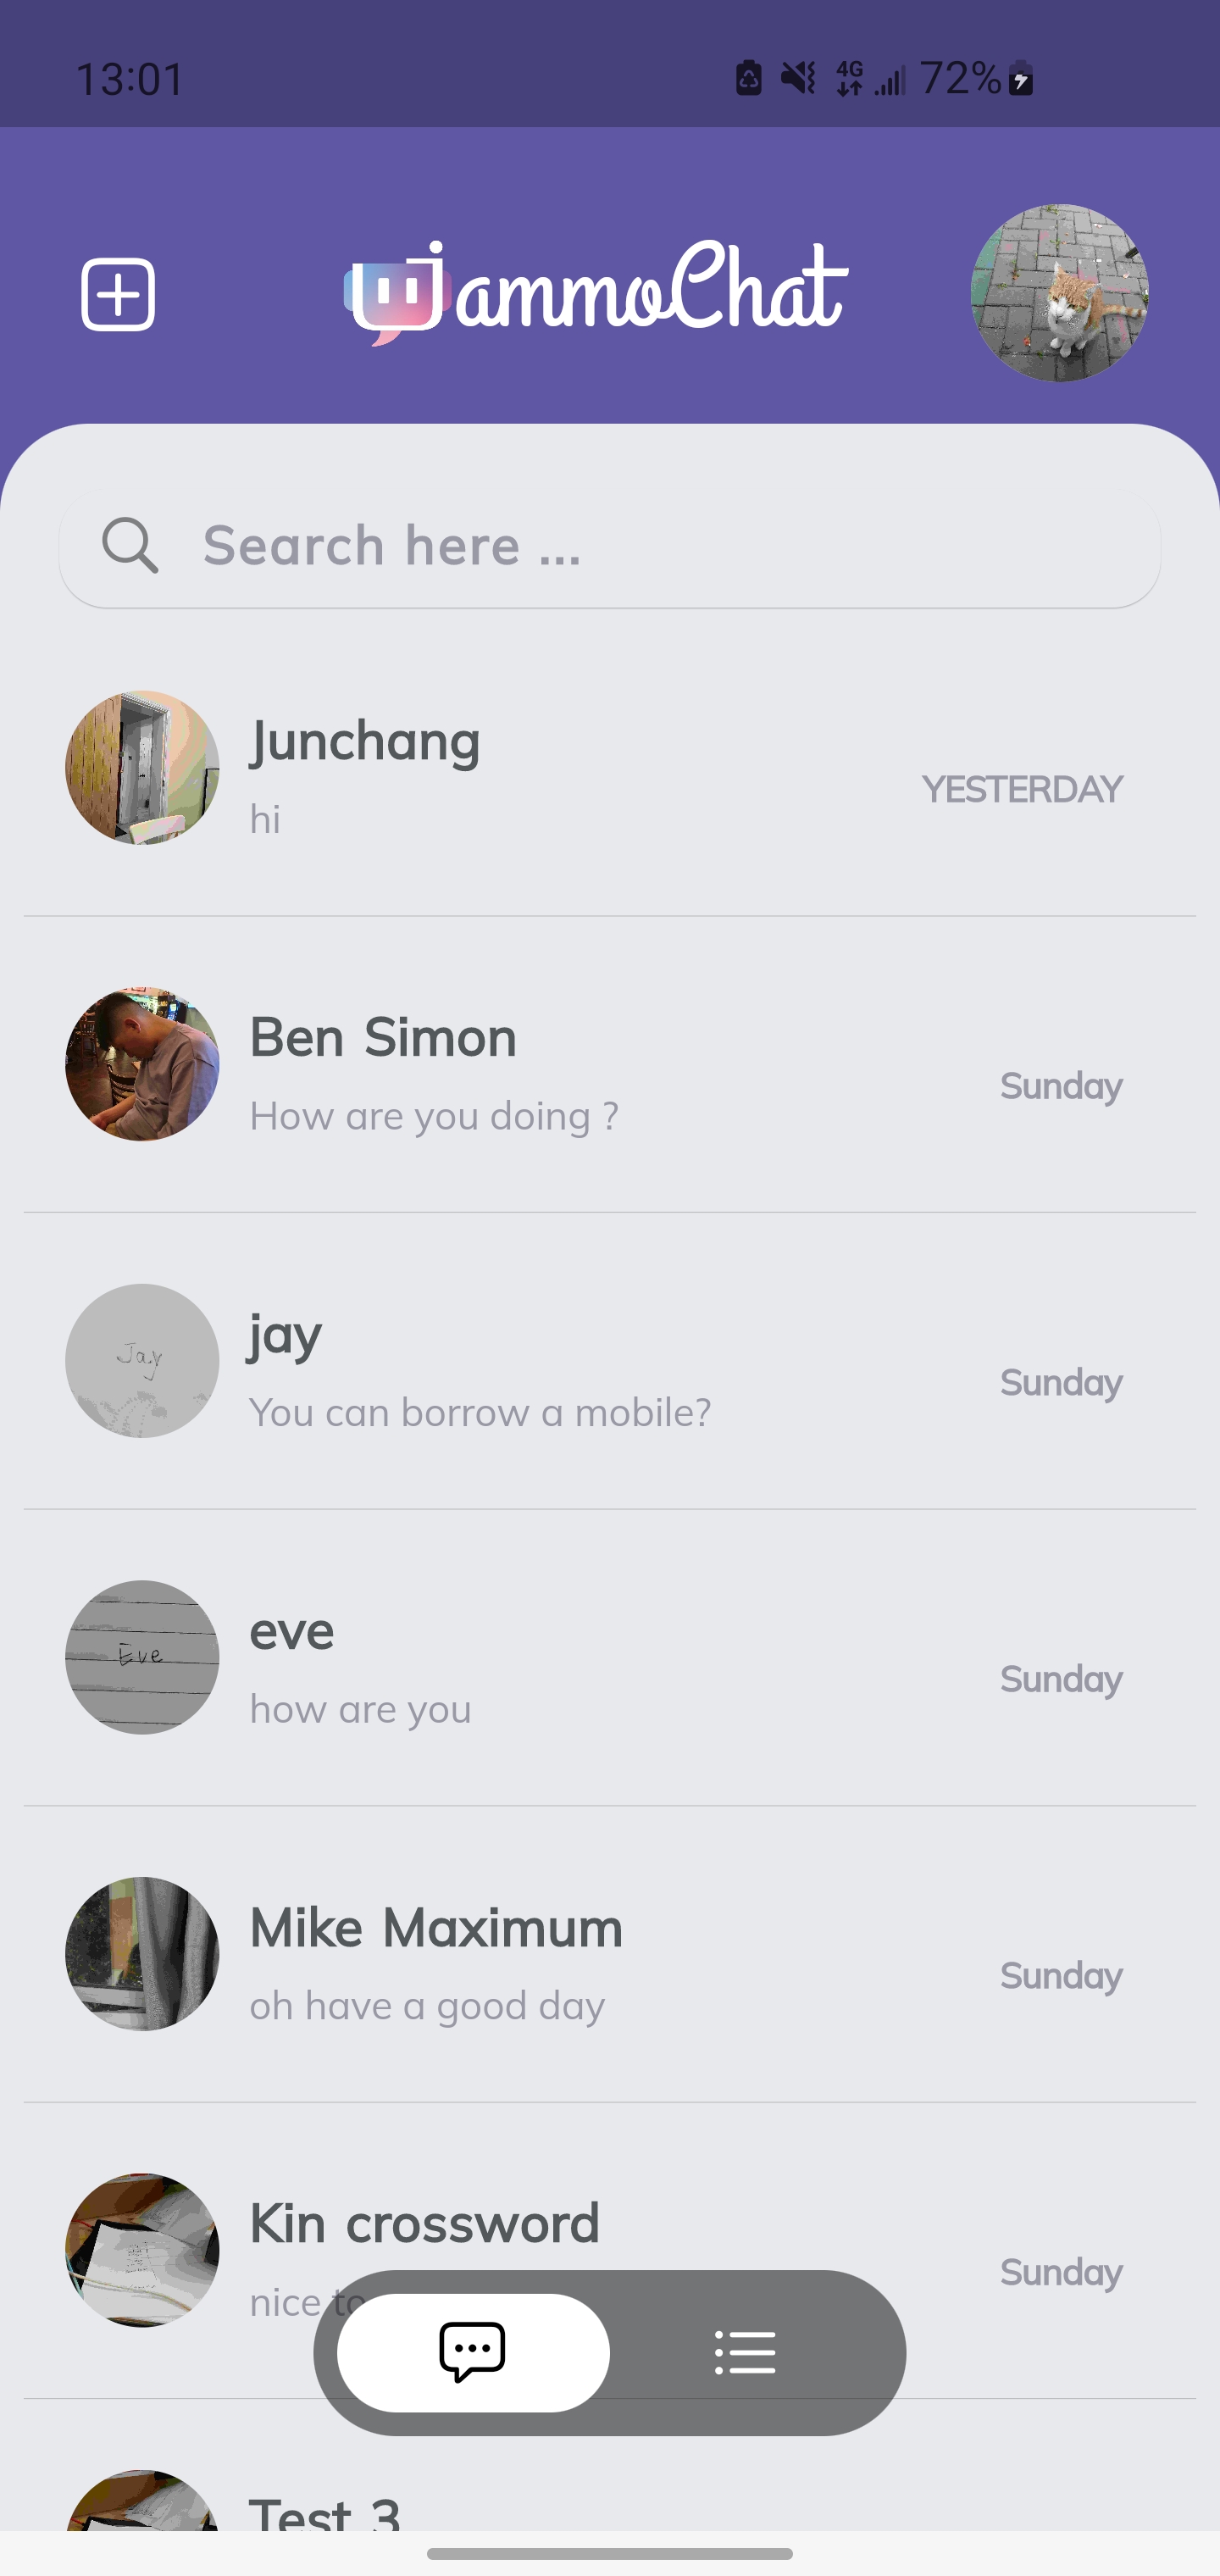 13:01 4G 72%
jammoChat
Search here ...
Junchang
hi
YESTERDAY
Ben Simon
How are you doing ?
Sunday
Jay
jay
You can borrow a mobile?
Sunday
Eve
eve
how are you
Sunday
Mike Maximum
oh have a good day
Sunday
Kin crossword
nice to
Sunday
Test 3